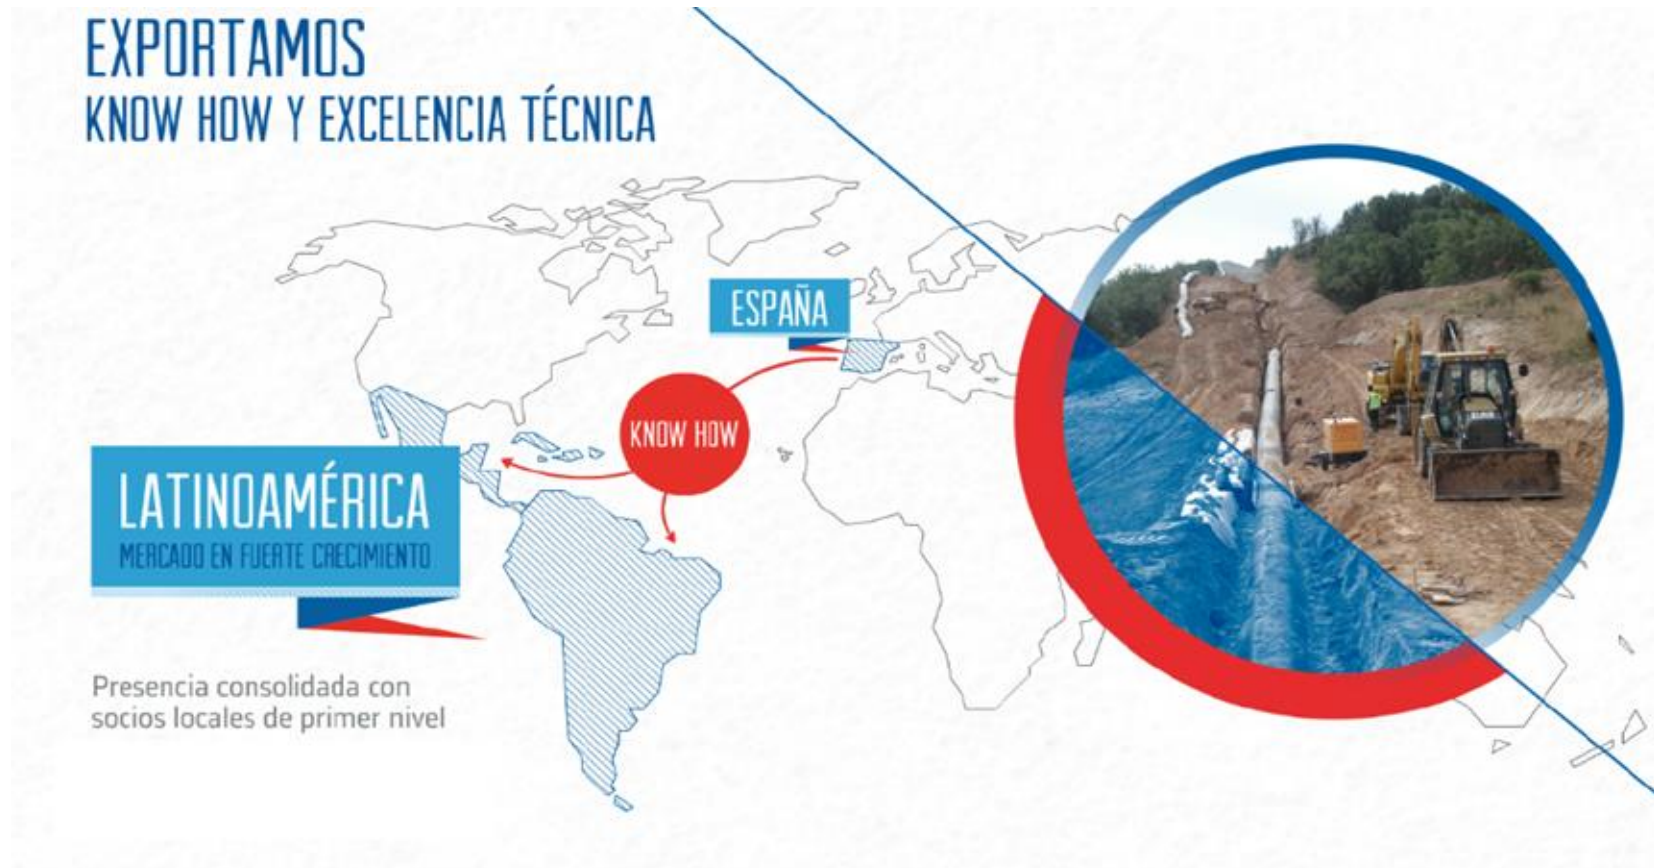 EXPORTAMOS
KNOW HOW Y EXCELENCIA TÉCNICA
ESPAÑA
KNOW HOW
LATINOAMÉRICA
MERCADO EN FUERTE CRECIMIENTO
Presencia consolidada con
socios locales de primer nivel